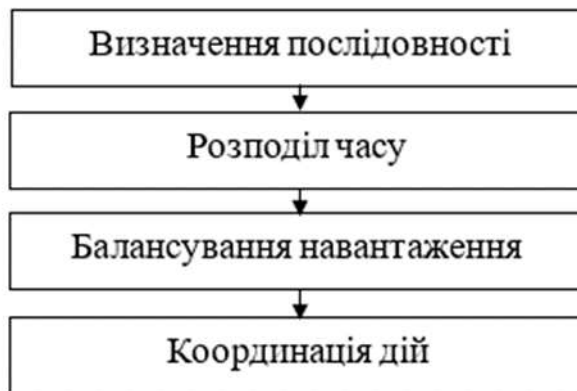 Визначення послідовності
Розподіл часу
Балансування навантаження
Координація дій